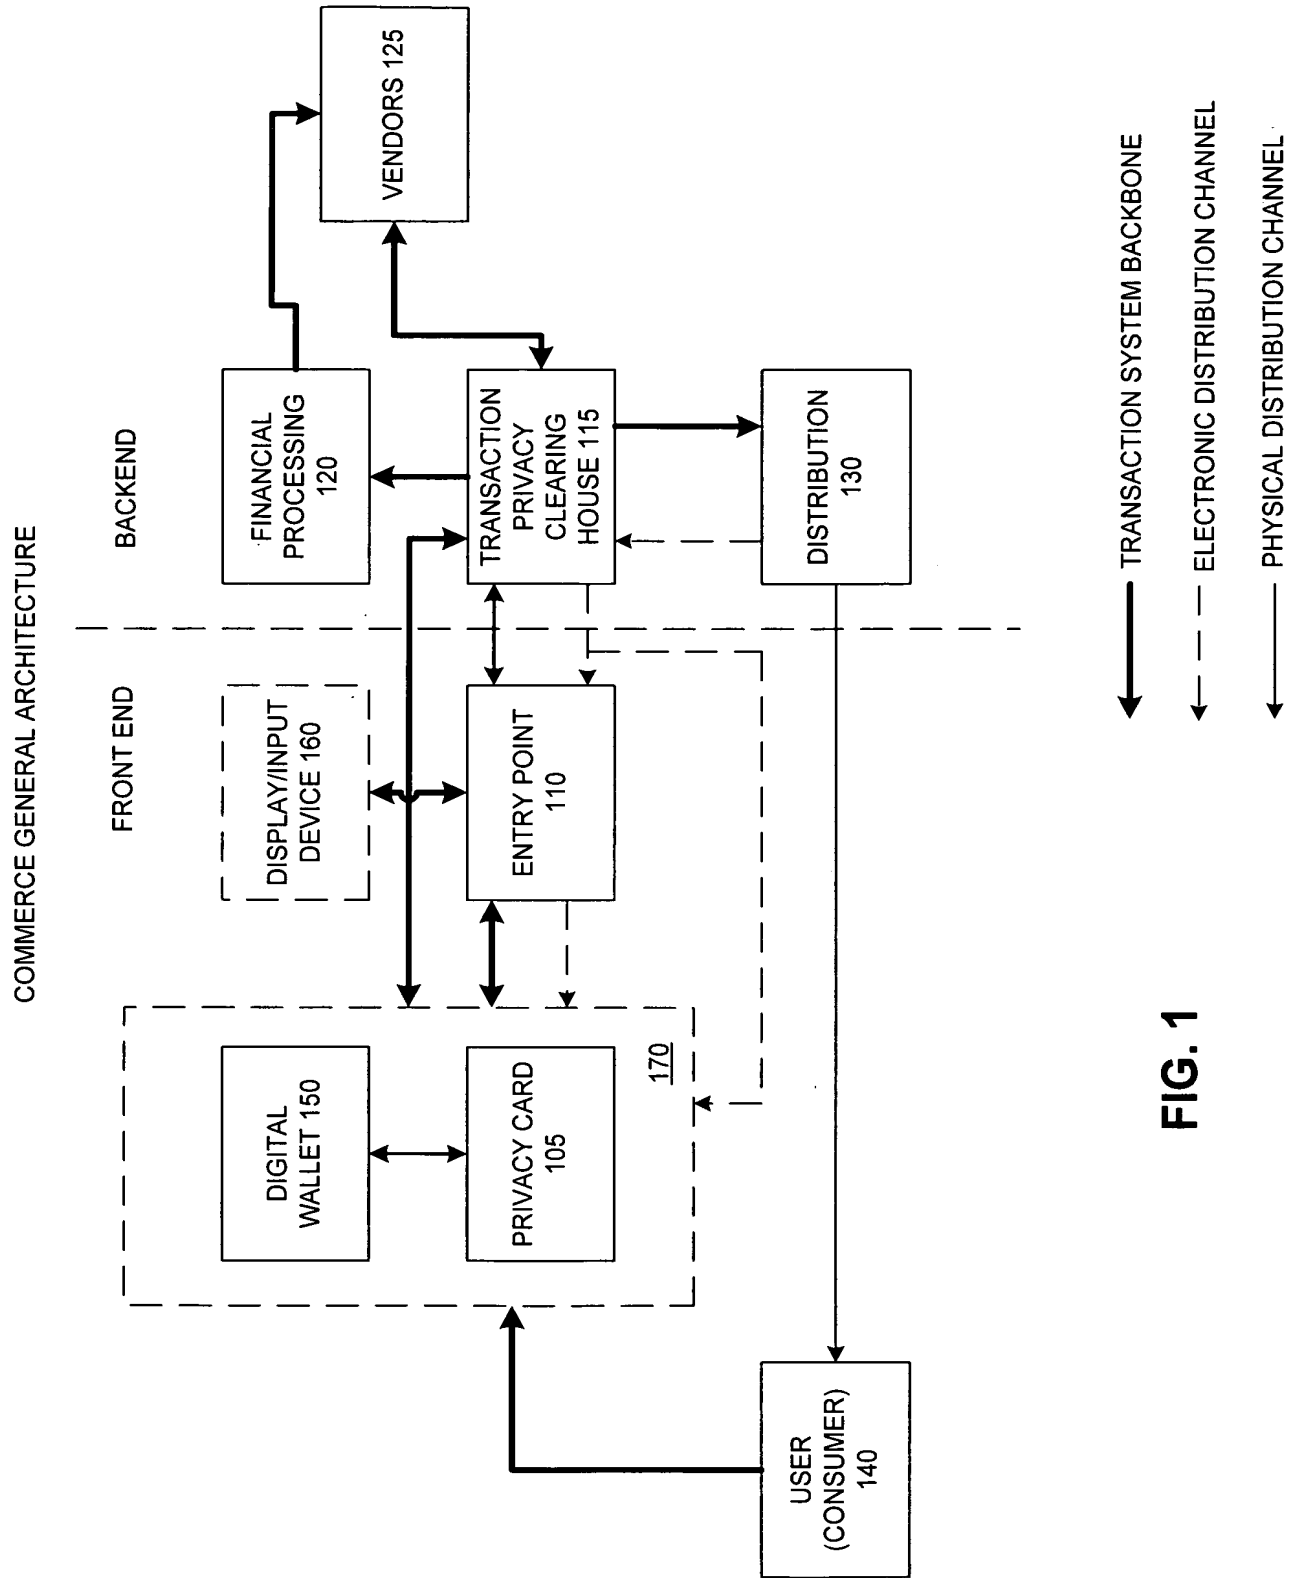 COMMERCE GENERAL ARCHITECTURE
FRONT END
BACKEND
DIGITAL
WALLET 150
PRIVACY CARD
105
170
DISPLAY/INPUT
DEVICE 160
ENTRY POINT
110
FINANCIAL
PROCESSING
120
TRANSACTION
PRIVACY
CLEARING
HOUSE 115
VENDORS 125
USER
(CONSUMER)
140
DISTRIBUTION
130
TRANSACTION SYSTEM BACKBONE
ELECTRONIC DISTRIBUTION CHANNEL
PHYSICAL DISTRIBUTION CHANNEL
FIG. 1